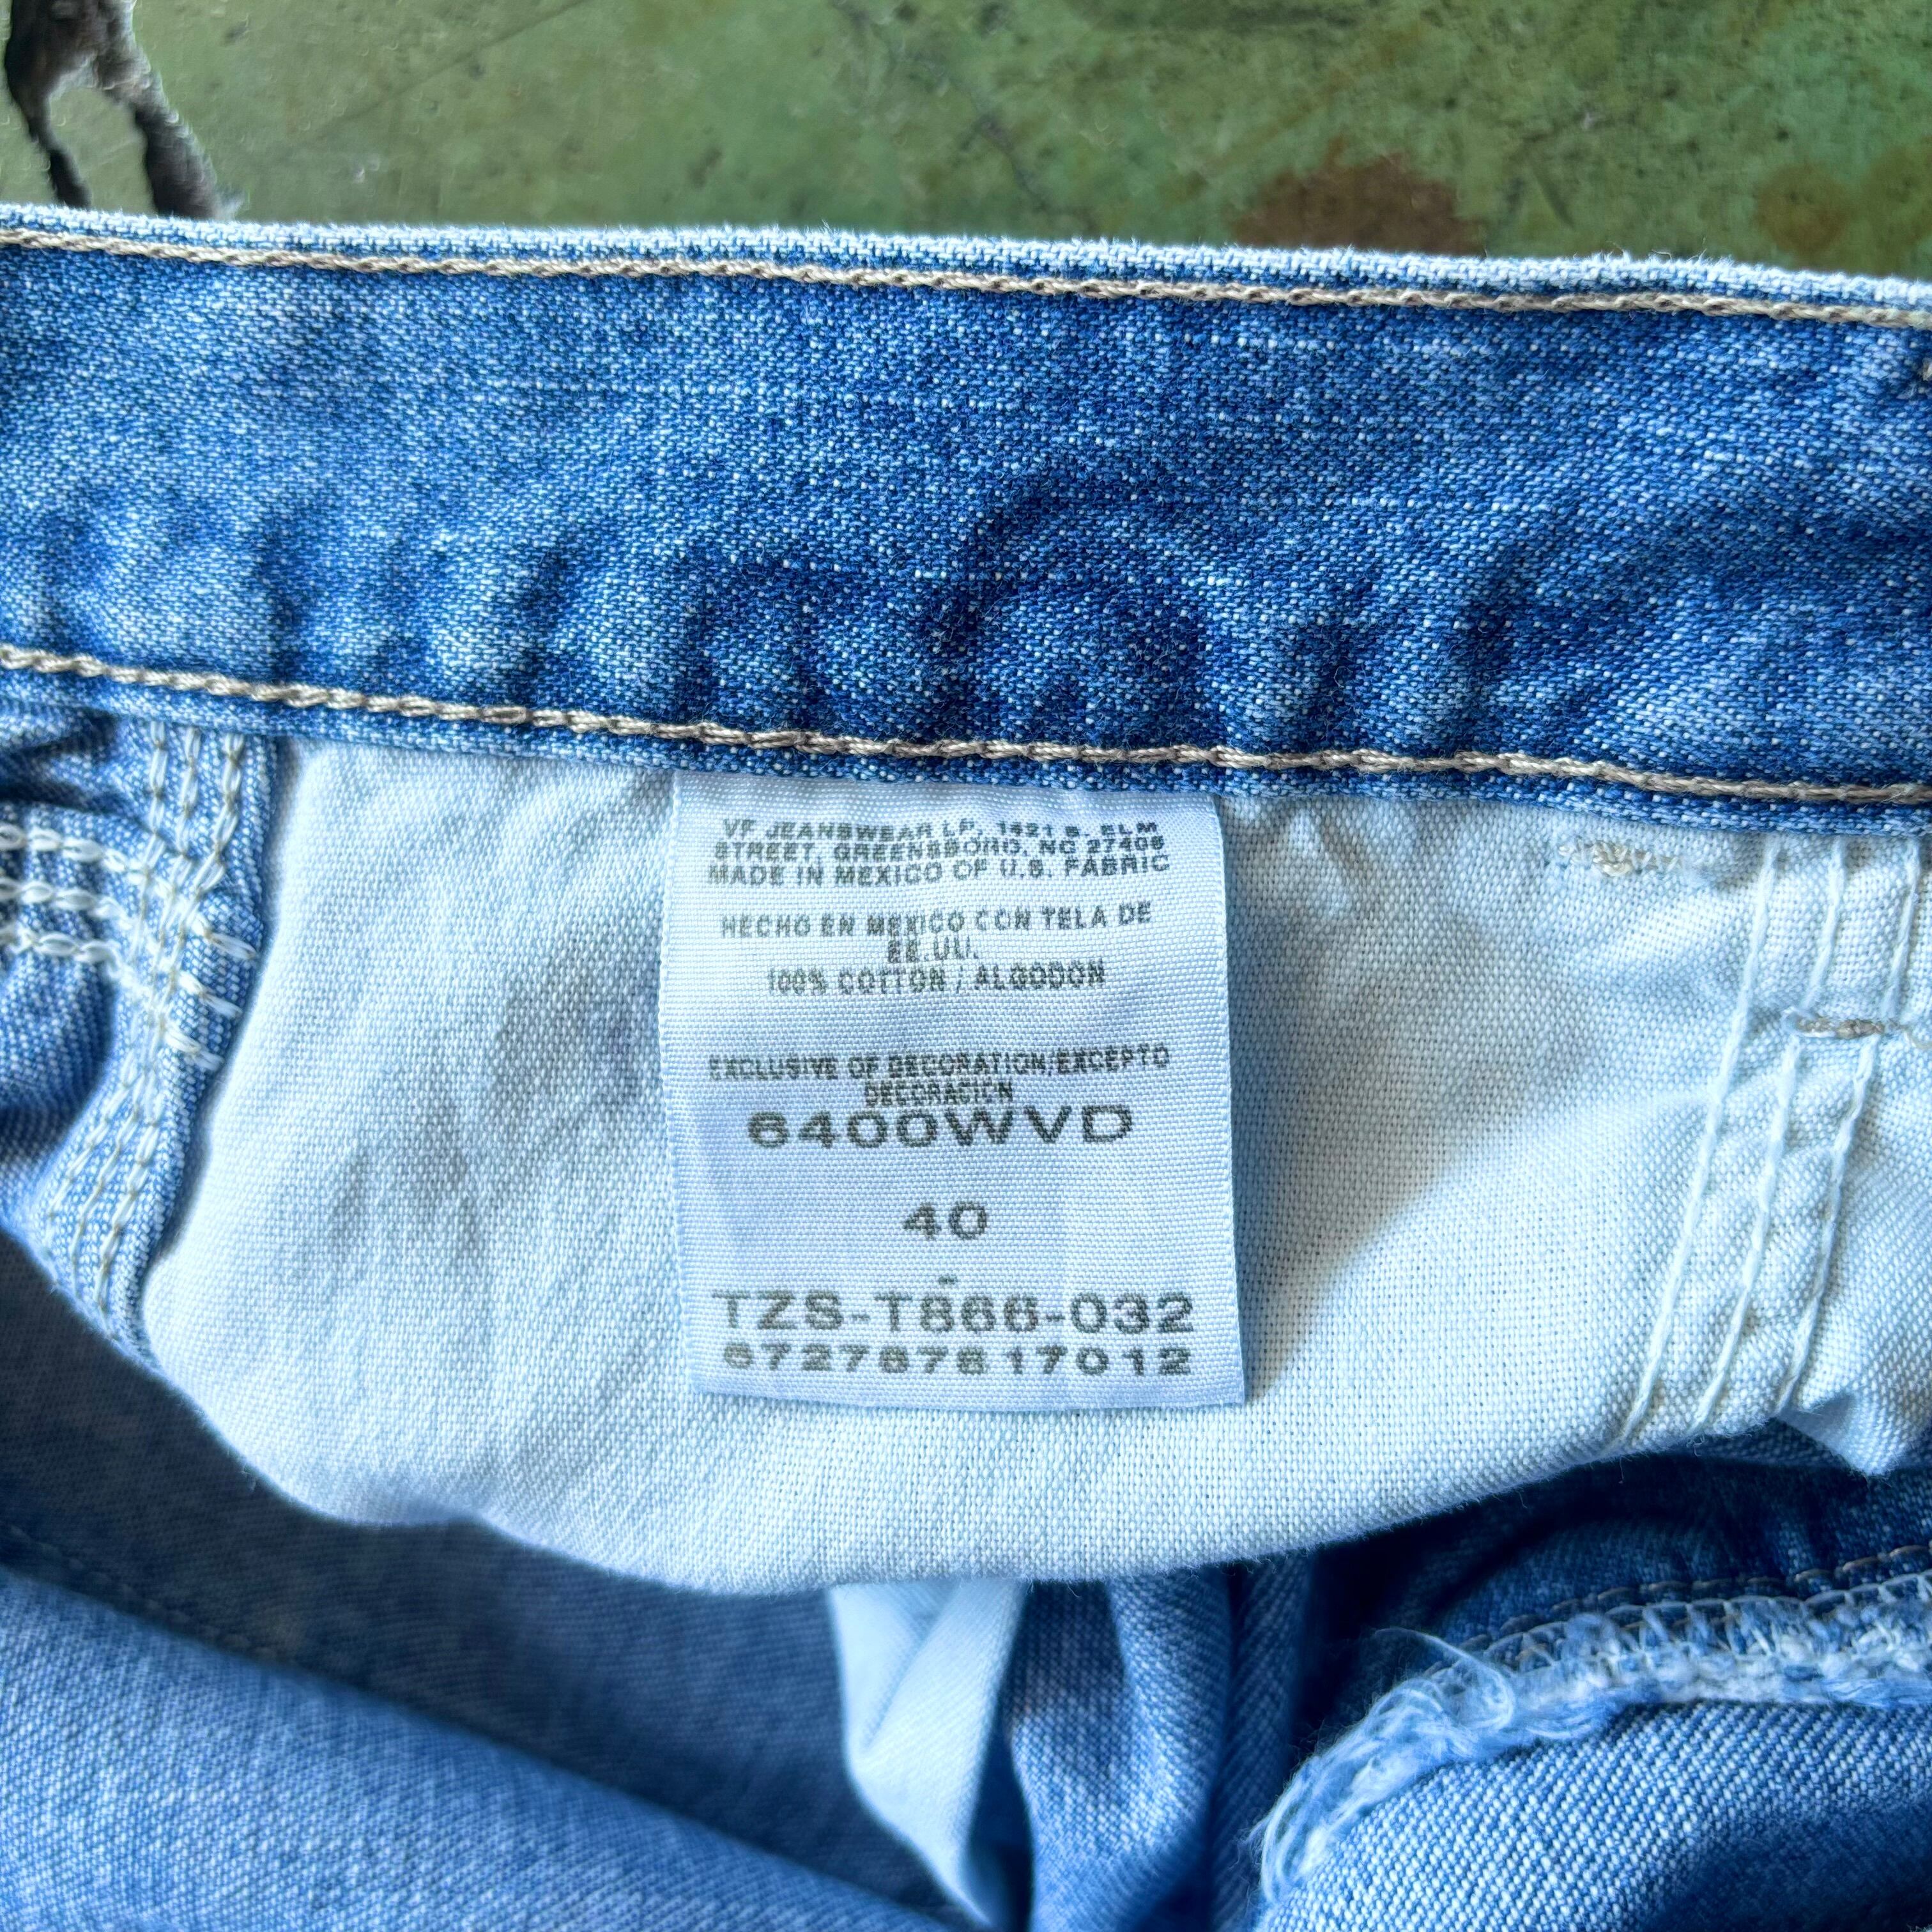 VF JEANSWEAR LP, 1421 S. ELM
STREET, GREENSBORO, NC 27406
MADE IN MEXICO OF U.S. FABRIC
HECHO EN MEXICO CON TELA DE
EE.UU.
100% COTTON / ALGODON
EXCLUSIVE OF DECORATION/EXCEPTO
DECORACION
6400WVD
40
-
TZS-T866-032